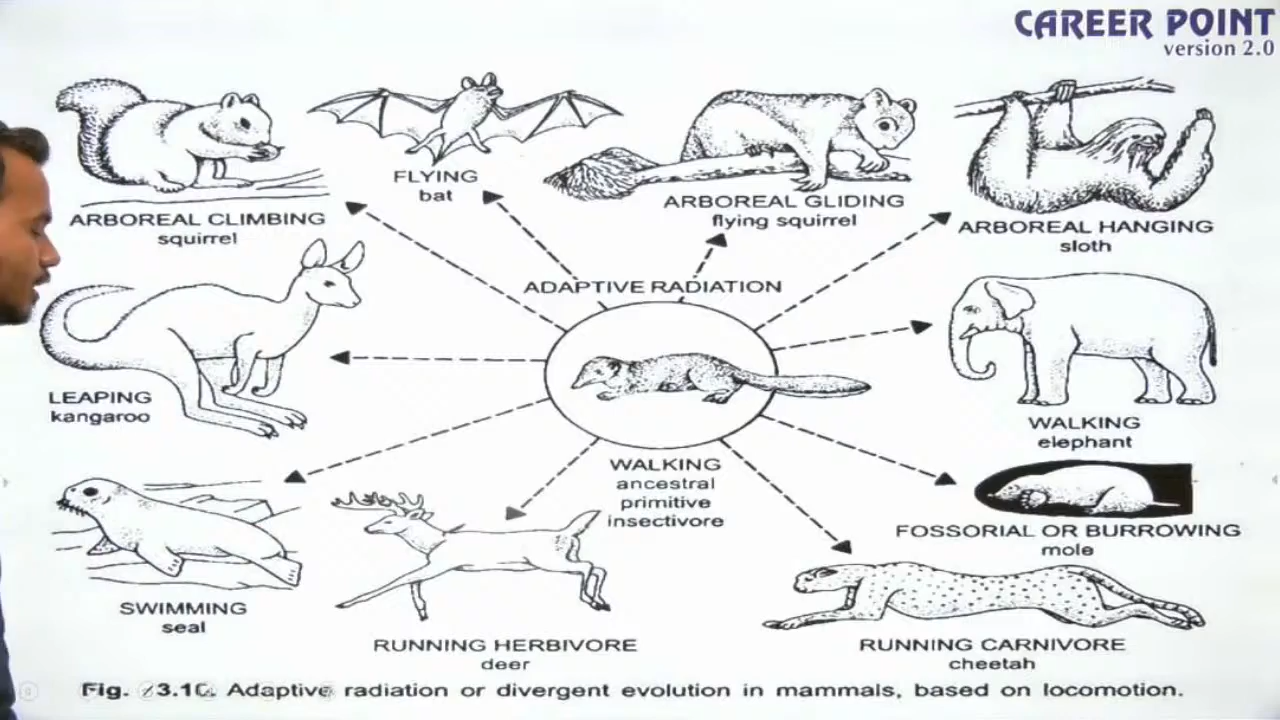 CAREER POINT
version 2.0
FLYING
bat
ARBOREAL CLIMBING
squirrel
ARBOREAL GLIDING
flying squirrel
ARBOREAL HANGING
sloth
ADAPTIVE RADIATION
LEAPING
kangaroo
WALKING
elephant
WALKING
ancestral
primitive
insectivore
FOSSORIAL OR BURROWING
mole
SWIMMING
seal
RUNNING HERBIVORE
deer
RUNNING CARNIVORE
cheetah
Fig. Adaptive radiation or divergent evolution in mammals, based on locomotion.